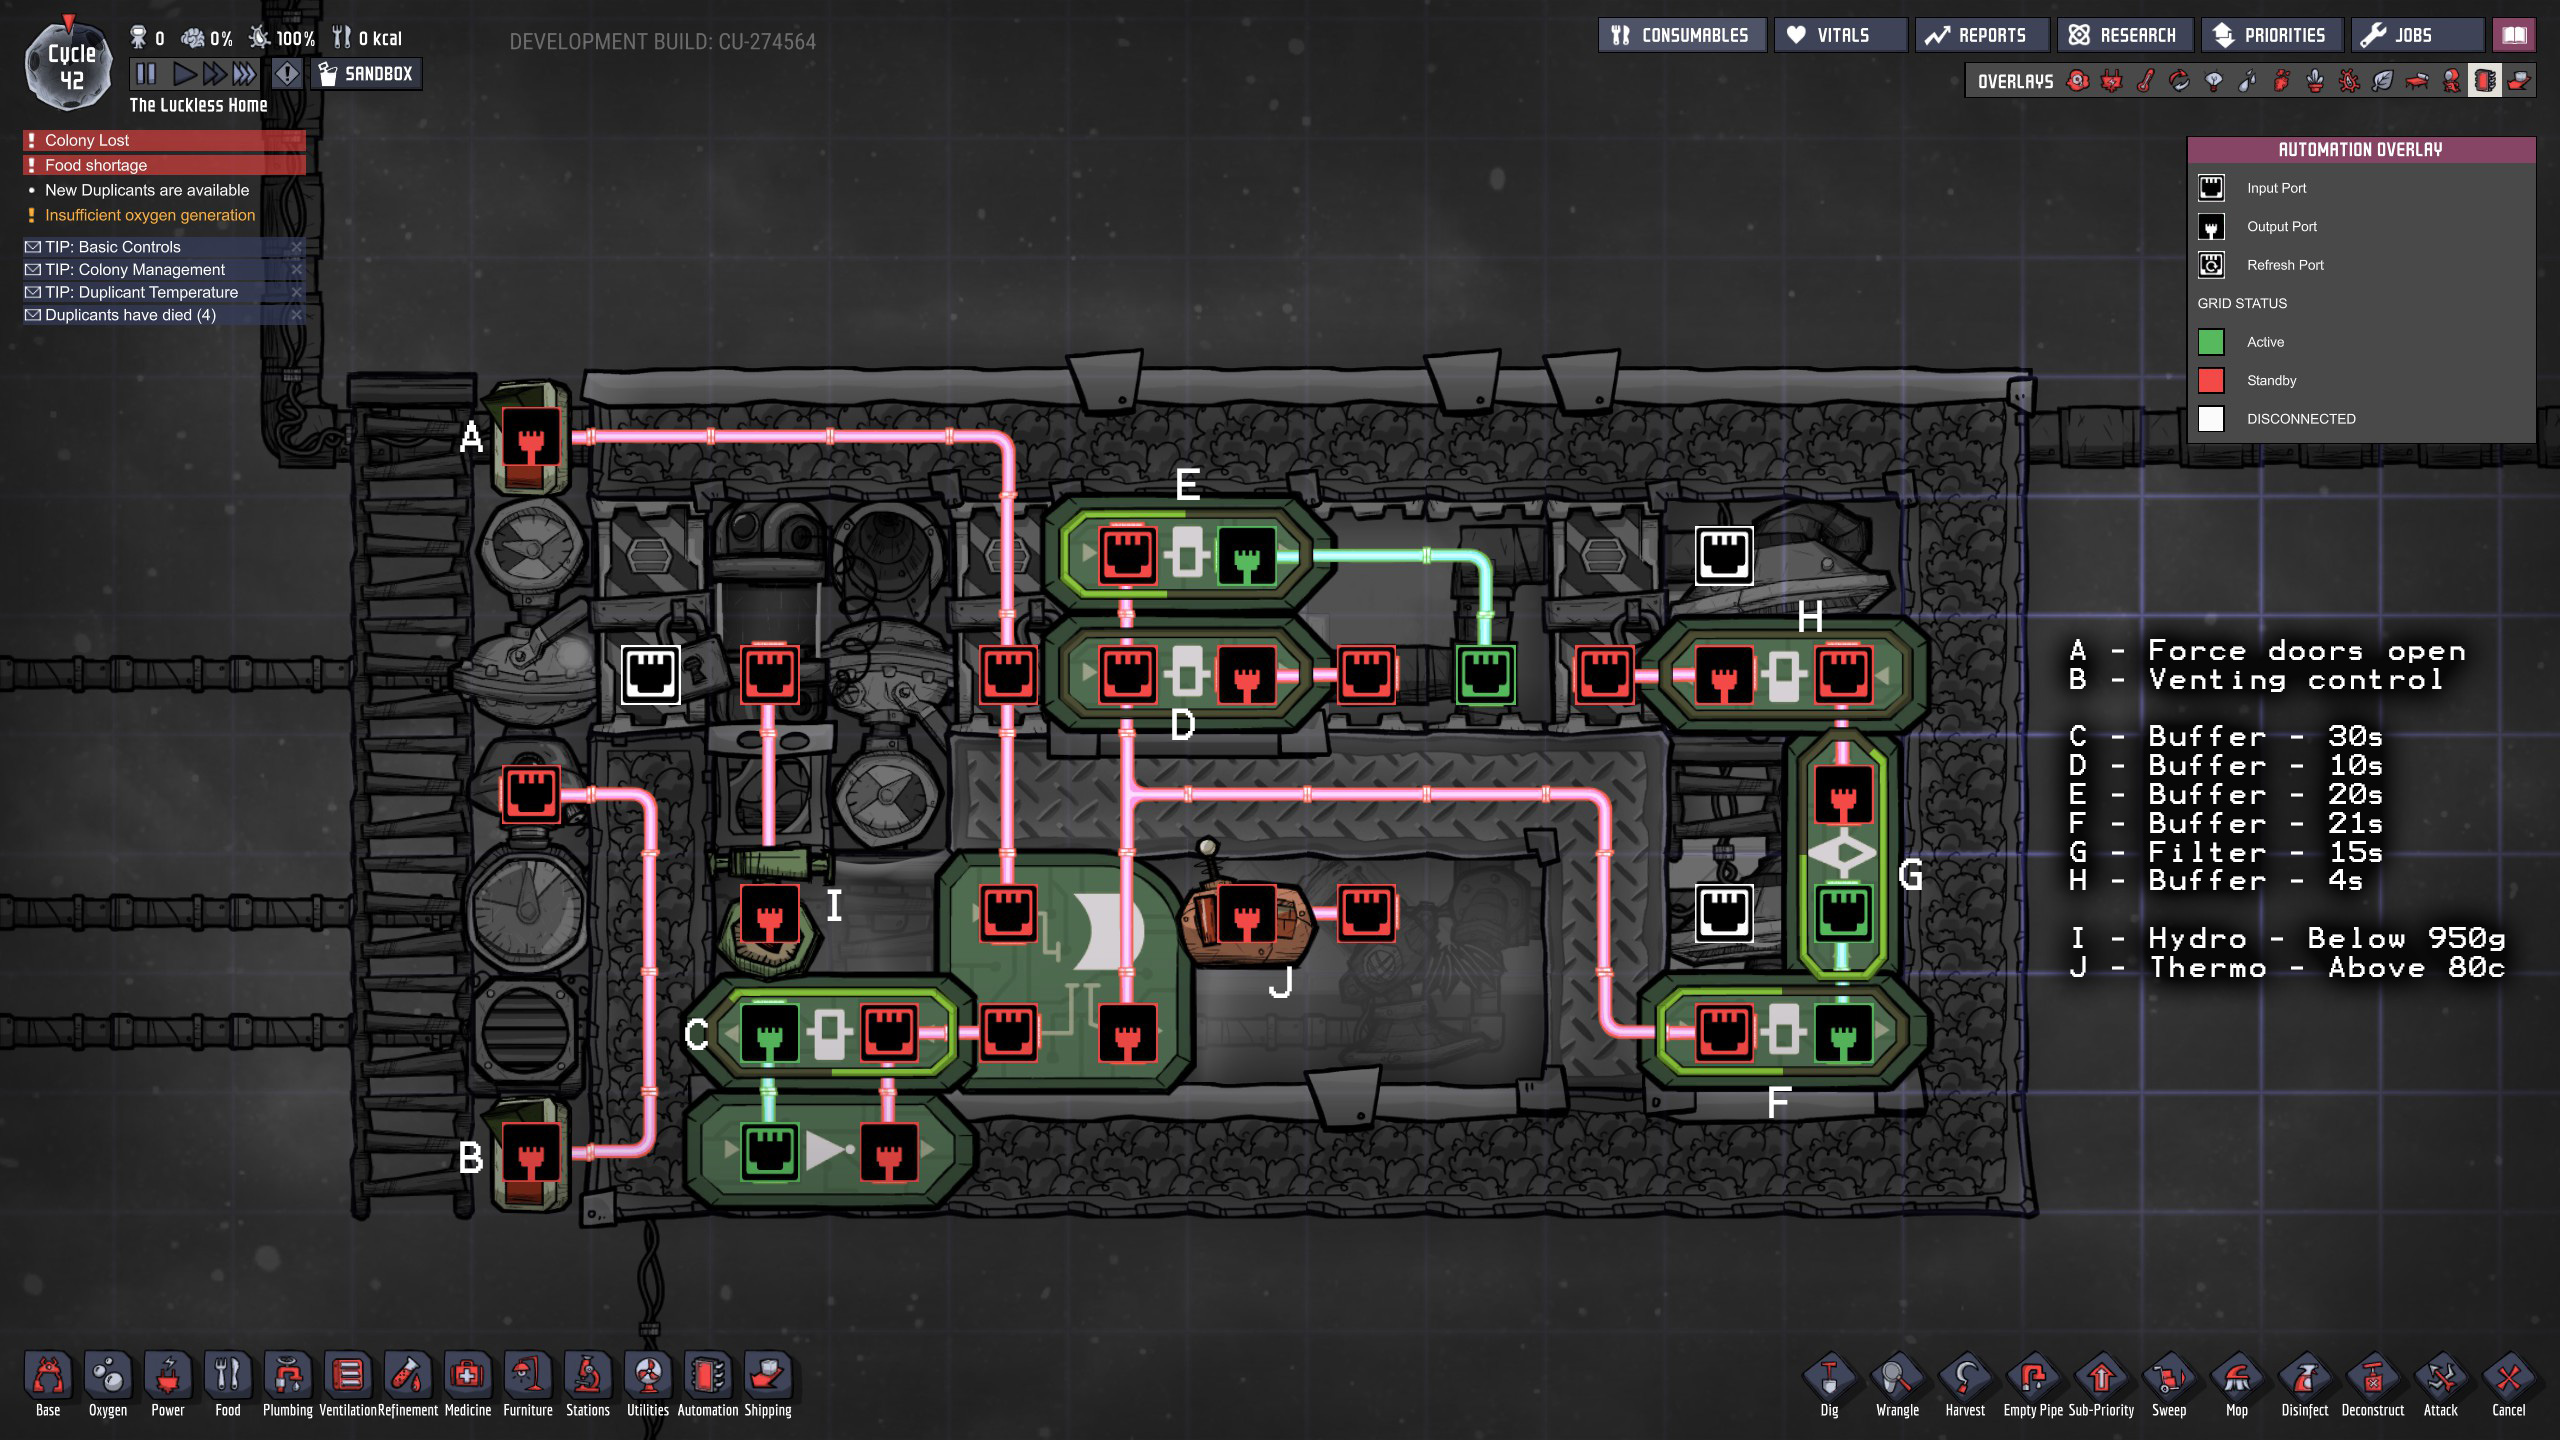 Cycle
42
0 0% 100% 0 kcal
SANDBOX
The Luckless Home
DEVELOPMENT BUILD: CU-274564
CONSUMABLES VITALS REPORTS RESEARCH PRIORITIES JOBS
OVERLAYS
! Colony Lost
! Food shortage
• New Duplicants are available
! Insufficient oxygen generation
TIP: Basic Controls
TIP: Colony Management
TIP: Duplicant Temperature
Duplicants have died (4)
AUTOMATION OVERLAY
Input Port
Output Port
Refresh Port
GRID STATUS
Active
Standby
DISCONNECTED
A
E
H
D
I
G
J
C
F
B
A - Force doors open
B - Venting control
C - Buffer - 30s
D - Buffer - 10s
E - Buffer - 20s
F - Buffer - 21s
G - Filter - 15s
H - Buffer - 4s
I - Hydro - Below 950g
J - Thermo - Above 80c
Base Oxygen Power Food Plumbing Ventilation Refinement Medicine Furniture Stations Utilities Automation Shipping
Dig Wrangle Harvest Empty Pipe Sub-Priority Sweep Mop Disinfect Deconstruct Attack Cancel